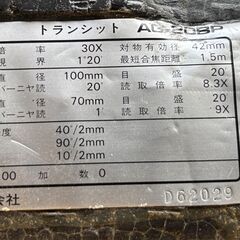 トランシット AG-20BP
倍 率 30X 対物有効径 42mm
視 界 1°20' 最短合焦距離 1.5m
直 径 100mm 目 盛 20'
バーニヤ読 20" 読取倍率 8.3X
直 径 70mm 目 盛 20'
バーニヤ読 1' 読取倍率 9X
度 40"/2mm
90"/2mm
10'/2mm
00 加 数 0
会社
D62029